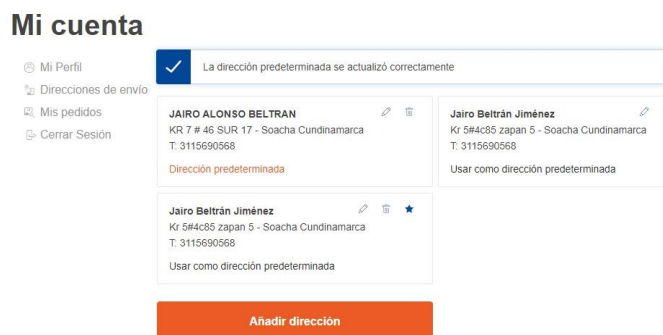 Mi cuenta
Mi Perfil
Direcciones de envío
Mis pedidos
Cerrar Sesión
La dirección predeterminada se actualizó correctamente
JAIRO ALONSO BELTRAN
KR 7 # 46 SUR 17 - Soacha Cundinamarca
T: 3115690568
Dirección predeterminada
Jairo Beltrán Jiménez
Kr 5#4c85 zapan 5 - Soacha Cundinamarca
T: 3115690568
Usar como dirección predeterminada
Jairo Beltrán Jiménez
Kr 5#4c85 zapan 5 - Soacha Cundinamarca
T: 3115690568
Usar como dirección predeterminada
Añadir dirección